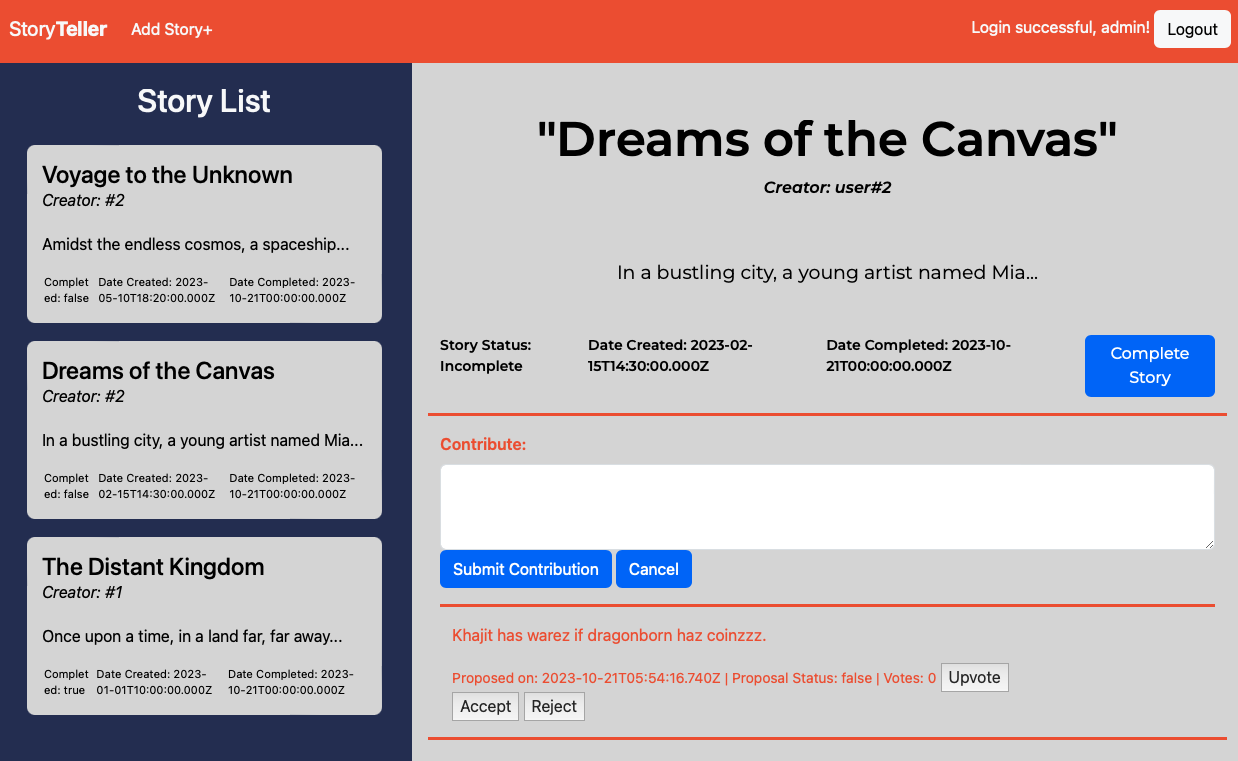 StoryTeller Add Story+ Login successful, admin! Logout
Story List
Voyage to the Unknown
Creator: #2
Amidst the endless cosmos, a spaceship...
Complet Date Created: 2023- Date Completed: 2023-
ed: false 05-10T18:20:00.000Z 10-21T00:00:00.000Z
Dreams of the Canvas
Creator: #2
In a bustling city, a young artist named Mia...
Complet Date Created: 2023- Date Completed: 2023-
ed: false 02-15T14:30:00.000Z 10-21T00:00:00.000Z
The Distant Kingdom
Creator: #1
Once upon a time, in a land far, far away...
Complet Date Created: 2023- Date Completed: 2023-
ed: true 01-01T10:00:00.000Z 10-21T00:00:00.000Z
"Dreams of the Canvas"
Creator: user#2
In a bustling city, a young artist named Mia...
Story Status: Date Created: 2023-02- Date Completed: 2023-10- Complete
Incomplete 15T14:30:00.000Z 21T00:00:00.000Z Story
Contribute:
Submit Contribution Cancel
Khajit has warez if dragonborn haz coinzzz.
Proposed on: 2023-10-21T05:54:16.740Z | Proposal Status: false | Votes: 0 Upvote
Accept Reject